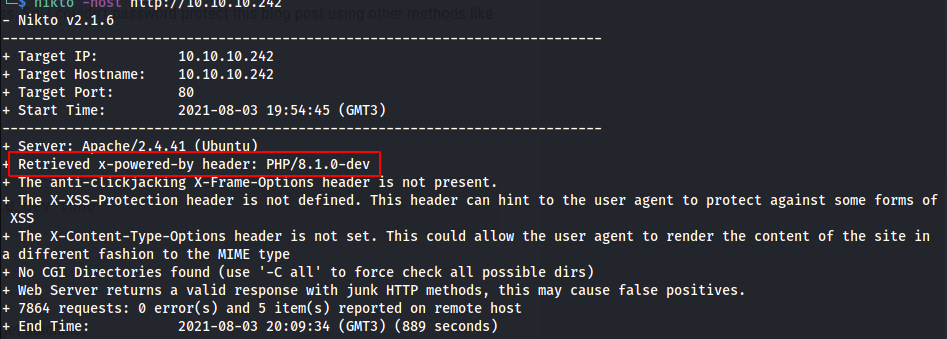 $ nikto -host http://10.10.10.242
- Nikto v2.1.6
---------------------------------------------------------------------------
+ Target IP:          10.10.10.242
+ Target Hostname:    10.10.10.242
+ Target Port:        80
+ Start Time:         2021-08-03 19:54:45 (GMT3)
---------------------------------------------------------------------------
+ Server: Apache/2.4.41 (Ubuntu)
+ Retrieved x-powered-by header: PHP/8.1.0-dev
+ The anti-clickjacking X-Frame-Options header is not present.
+ The X-XSS-Protection header is not defined. This header can hint to the user agent to protect against some forms of
XSS
+ The X-Content-Type-Options header is not set. This could allow the user agent to render the content of the site in
a different fashion to the MIME type
+ No CGI Directories found (use '-C all' to force check all possible dirs)
+ Web Server returns a valid response with junk HTTP methods, this may cause false positives.
+ 7864 requests: 0 error(s) and 5 item(s) reported on remote host
+ End Time:           2021-08-03 20:09:34 (GMT3) (889 seconds)